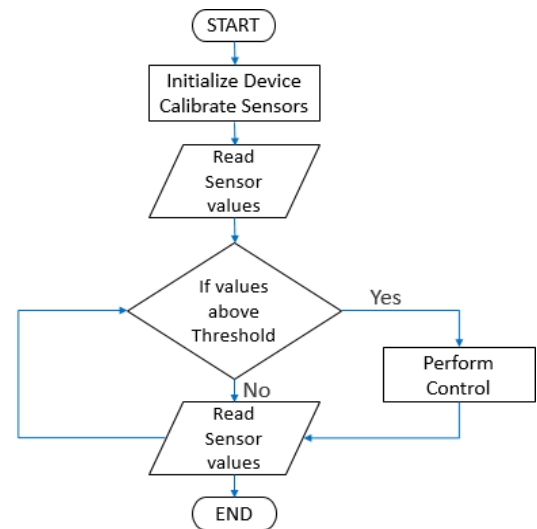 START
Initialize Device
Calibrate Sensors
Read
Sensor
values
If values
above
Threshold
Yes
Perform
Control
No
Read
Sensor
values
END